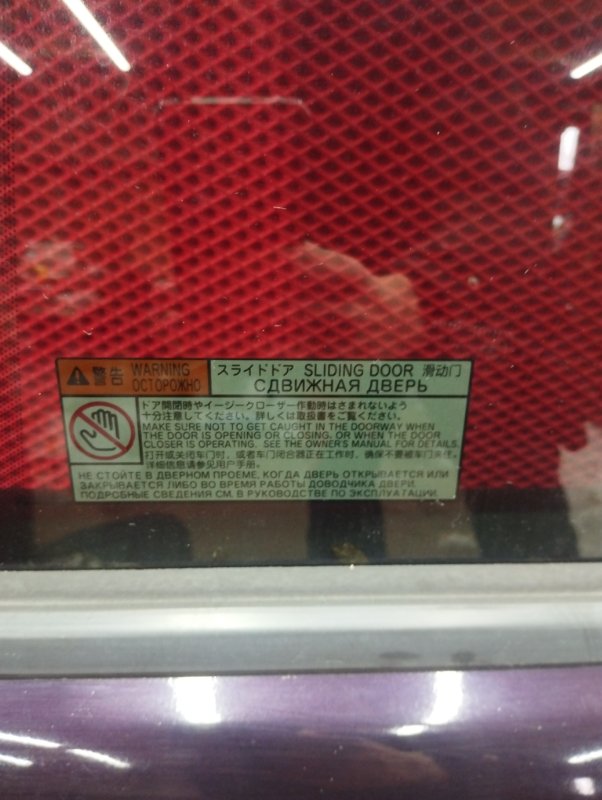 警告 WARNING
ОСТОРОЖНО
スライドドア SLIDING DOOR 滑动门
СДВИЖНАЯ ДВЕРЬ
ドア開閉時やイージークローザー作動時はさまれないよう
十分注意してください。詳しくは取扱書をご覧ください。
MAKE SURE NOT TO GET CAUGHT IN THE DOORWAY WHEN
THE DOOR IS OPENING OR CLOSING, OR WHEN THE DOOR
CLOSER IS OPERATING. SEE THE OWNER'S MANUAL FOR DETAILS.
打开或关闭车门时，或者车门闭合器正在工作时，确保不要被车门夹住。
详细信息请参见用户手册。
НЕ СТОЙТЕ В ДВЕРНОМ ПРОЕМЕ, КОГДА ДВЕРЬ ОТКРЫВАЕТСЯ ИЛИ
ЗАКРЫВАЕТСЯ ЛИБО ВО ВРЕМЯ РАБОТЫ ДОВОДЧИКА ДВЕРИ.
ПОДРОБНЫЕ СВЕДЕНИЯ СМ. В РУКОВОДСТВЕ ПО ЭКСПЛУАТАЦИИ.